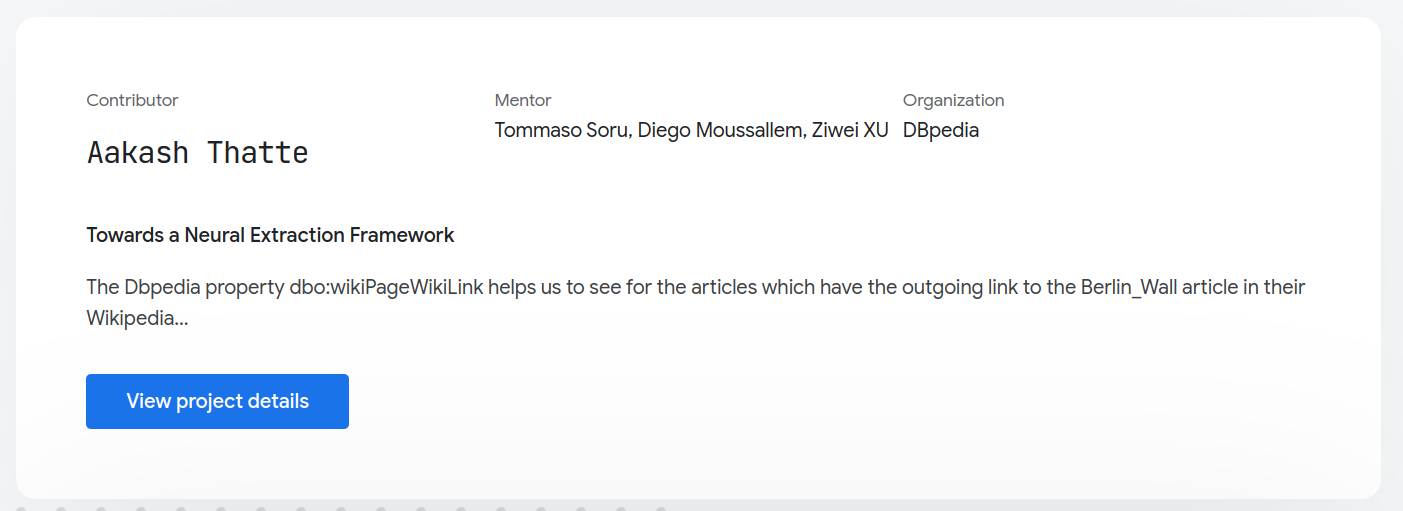 Contributor
Aakash Thatte
Mentor
Tommaso Soru, Diego Moussallem, Ziwei XU
Organization
DBpedia
Towards a Neural Extraction Framework
The Dbpedia property dbo:wikiPageWikiLink helps us to see for the articles which have the outgoing link to the Berlin_Wall article in their
Wikipedia...
View project details